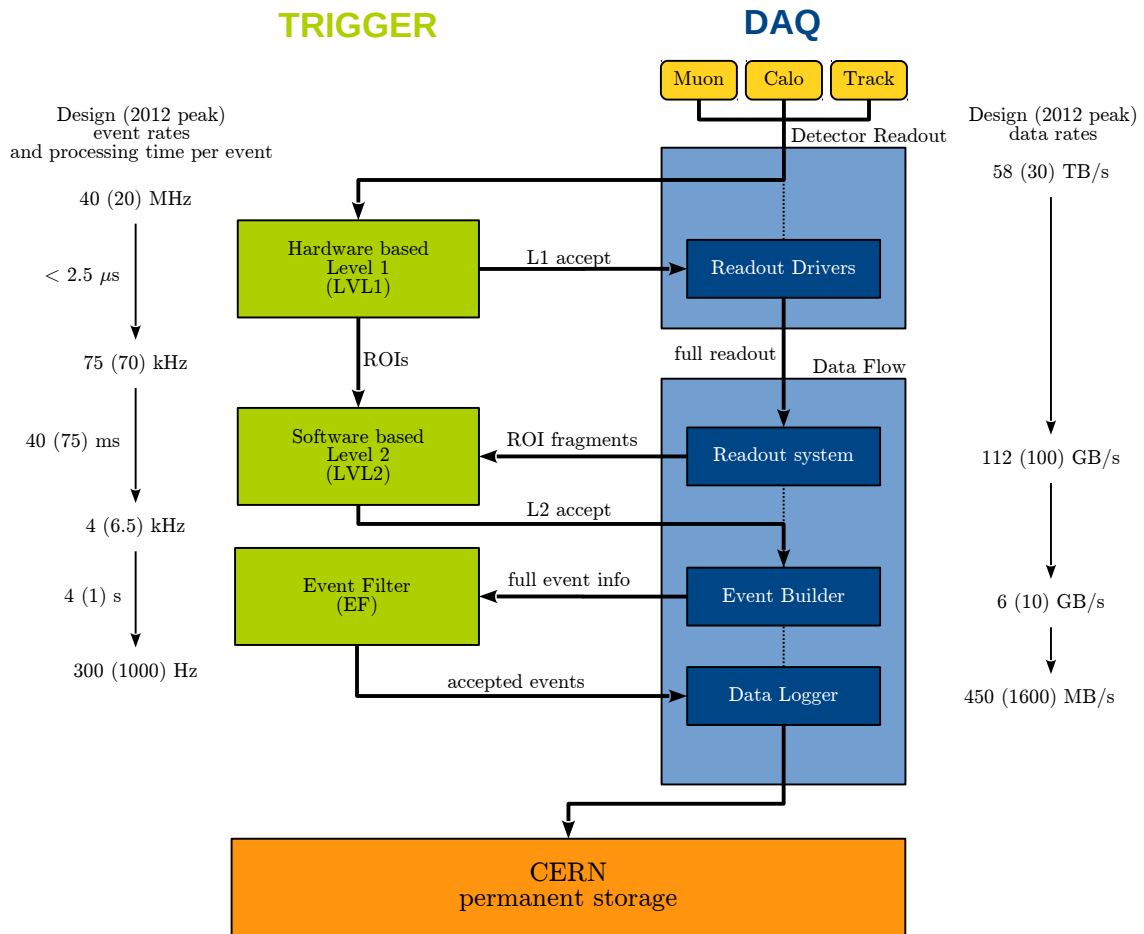 TRIGGER
DAQ
Muon
Calo
Track
Design (2012 peak)
event rates
and processing time per event
Design (2012 peak)
data rates
Detector Readout
40 (20) MHz
58 (30) TB/s
Hardware based
Level 1
(LVL1)
L1 accept
Readout Drivers
< 2.5 μs
75 (70) kHz
ROIs
full readout
Data Flow
40 (75) ms
Software based
Level 2
(LVL2)
ROI fragments
Readout system
112 (100) GB/s
4 (6.5) kHz
L2 accept
4 (1) s
Event Filter
(EF)
full event info
Event Builder
6 (10) GB/s
300 (1000) Hz
accepted events
Data Logger
450 (1600) MB/s
CERN
permanent storage